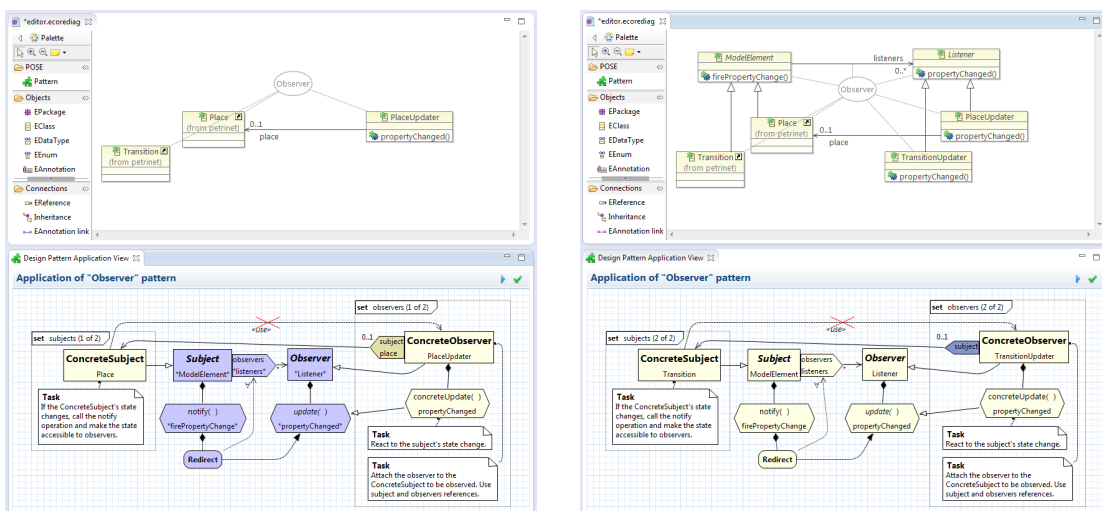 *editor.ecorediag
Palette
POSE
Pattern
Objects
EPackage
EClass
EDataType
EEnum
EAnnotation
Connections
EReference
Inheritance
EAnnotation link
Observer
Place
(from petrinet)
0..1
place
PlaceUpdater
propertyChanged()
Transition
(from petrinet)
Design Pattern Application View
Application of "Observer" pattern
set observers (1 of 2)
«use»
set subjects (1 of 2)
0..1
subject
place
ConcreteObserver
PlaceUpdater
ConcreteSubject
Place
Subject
"ModelElement"
observers
"listeners"
*
Observer
"Listener"
Task
If the ConcreteSubject's state
changes, call the notify
operation and make the state
accessible to observers.
notify( )
"firePropertyChange"
update( )
"propertyChanged"
concreteUpdate( )
propertyChanged
Task
React to the subject's state change.
Redirect
Task
Attach the observer to the
ConcreteSubject to be observed. Use
subject and observers references.
*editor.ecorediag
Palette
POSE
Pattern
Objects
EPackage
EClass
EDataType
EEnum
EAnnotation
Connections
EReference
Inheritance
EAnnotation link
ModelElement
firePropertyChange()
listeners
0..*
Listener
propertyChanged()
Observer
Place
(from petrinet)
0..1
place
PlaceUpdater
propertyChanged()
Transition
(from petrinet)
TransitionUpdater
propertyChanged()
Design Pattern Application View
Application of "Observer" pattern
set observers (2 of 2)
«use»
set subjects (2 of 2)
0..1
subject
ConcreteObserver
TransitionUpdater
ConcreteSubject
Transition
Subject
ModelElement
observers
listeners
*
Observer
Listener
Task
If the ConcreteSubject's state
changes, call the notify
operation and make the state
accessible to observers.
notify( )
firePropertyChange
update( )
propertyChanged
concreteUpdate( )
propertyChanged
Task
React to the subject's state change.
Redirect
Task
Attach the observer to the
ConcreteSubject to be observed. Use
subject and observers references.